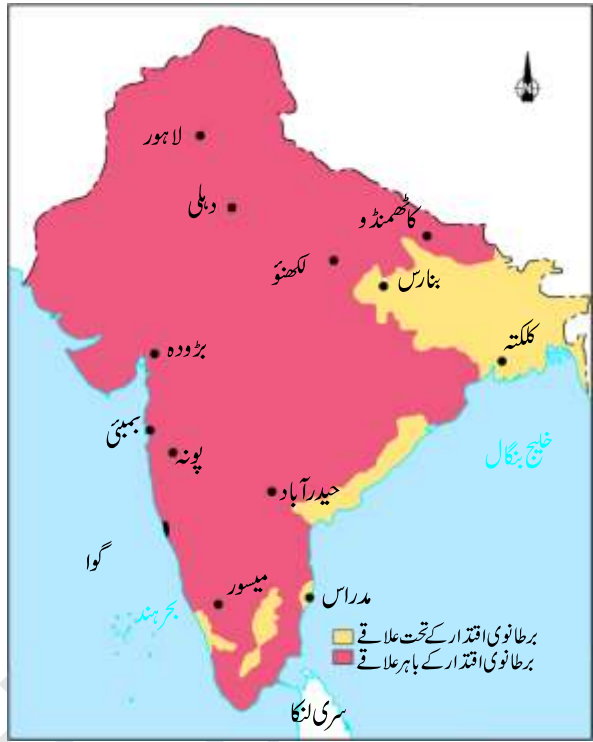 N
لاہور
دہلی
کاٹھمنڈو
لکھنؤ
بنارس
کلکتہ
بڑودہ
بمبئی
پونہ
خلیج بنگال
حیدرآباد
گوا
میسور
مدراس
بحر ہند
برطانوی اقتدار کے تحت علاقے
برطانوی اقتدار کے باہر علاقے
سری لنکا